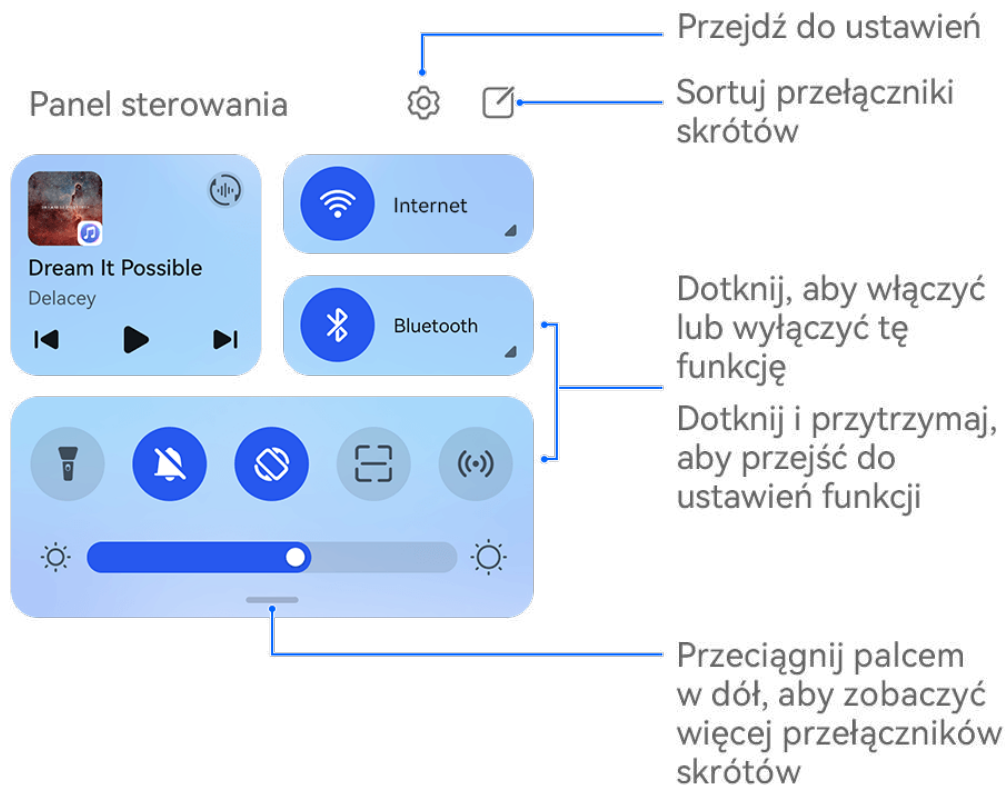 Przejdź do ustawień
Panel sterowania
Sortuj przełączniki
skrótów
Internet
Dream It Possible
Delacey
Bluetooth
Dotknij, aby włączyć
lub wyłączyć tę
funkcję
Dotknij i przytrzymaj,
aby przejść do
ustawień funkcji
Przeciągnij palcem
w dół, aby zobaczyć
więcej przełączników
skrótów